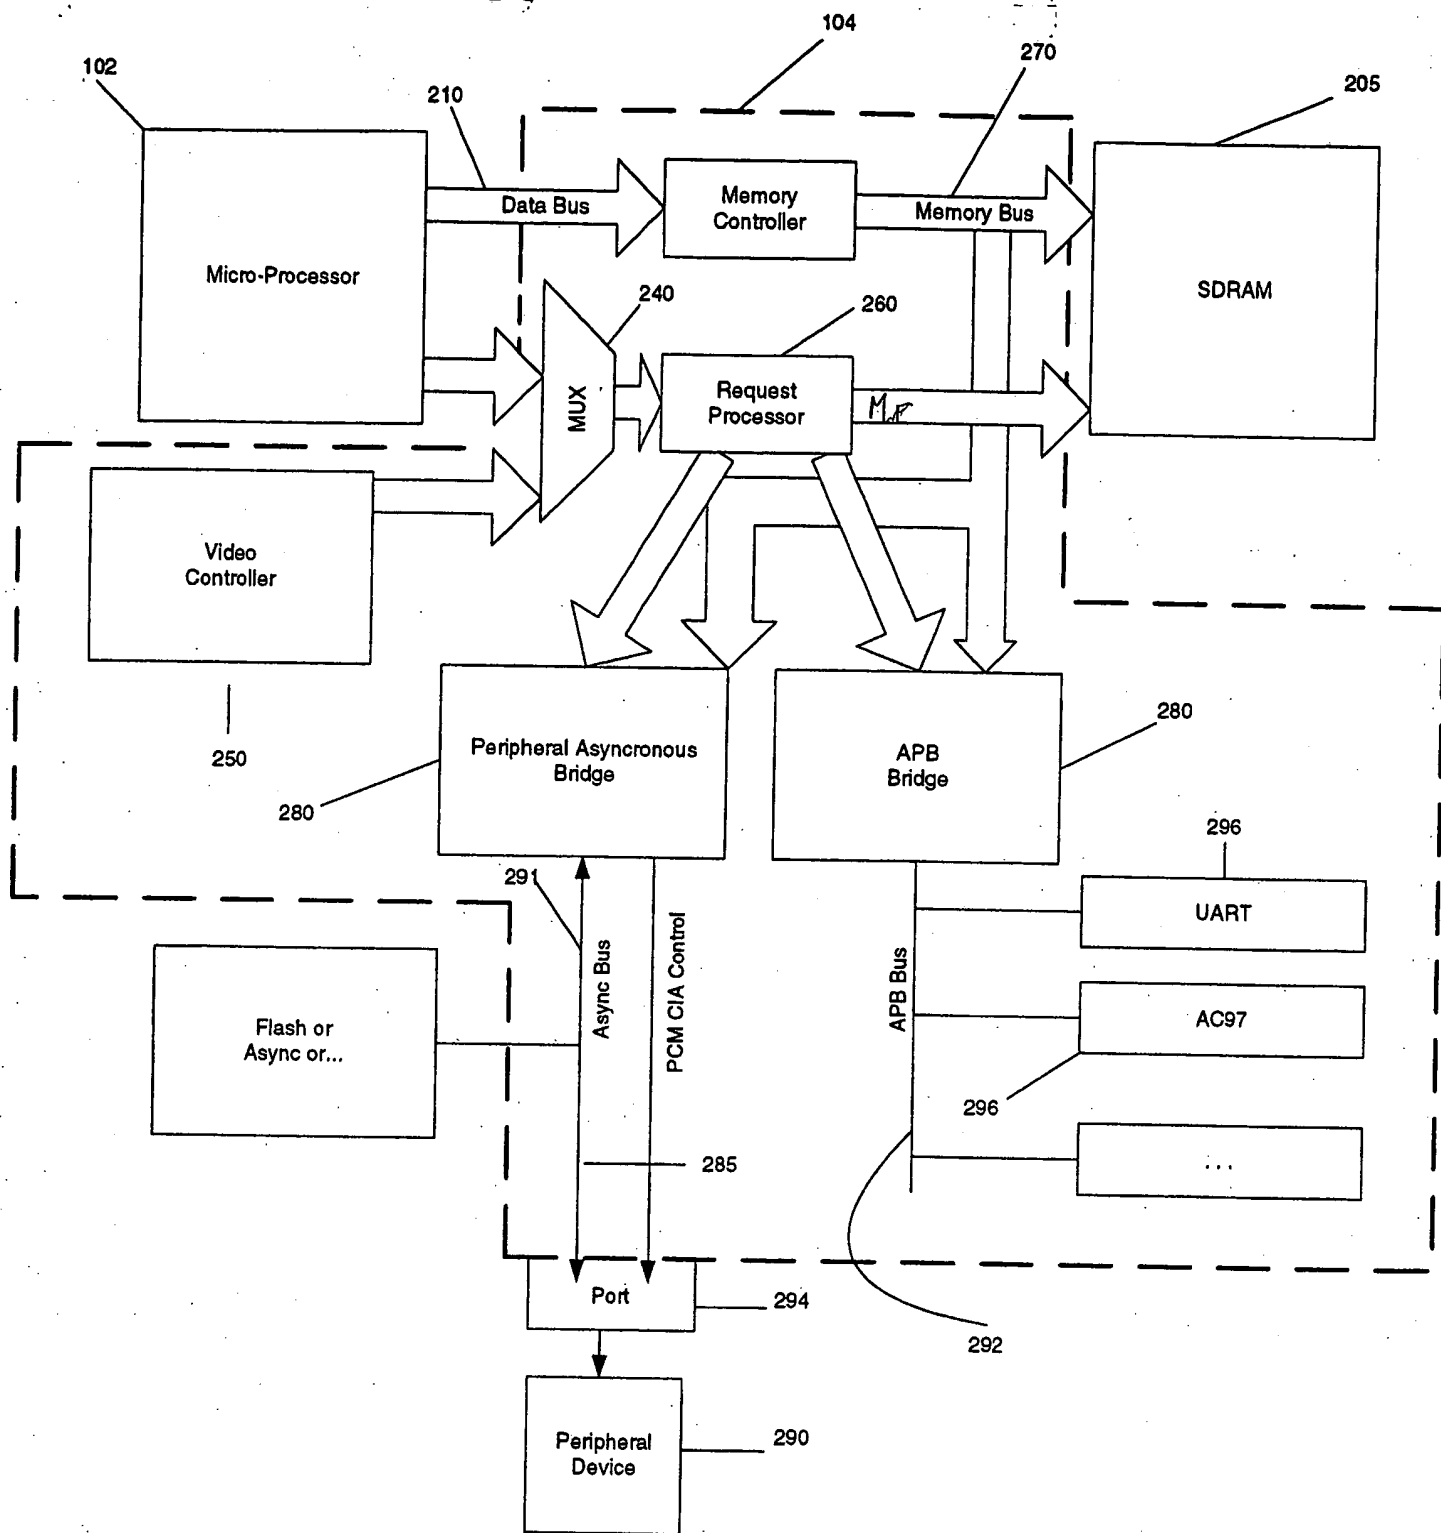 104
102
270
210
205
Memory
Controller
Data Bus
Memory Bus
Micro-Processor
SDRAM
240
260
Request
Processor
MUX
Video
Controller
250
280
Peripheral Asyncronous
Bridge
APB
Bridge
280
296
291
UART
Async Bus
PCM CIA Control
APB Bus
AC97
Flash or
Async or...
296
285
...
Port
294
292
Peripheral
Device
290